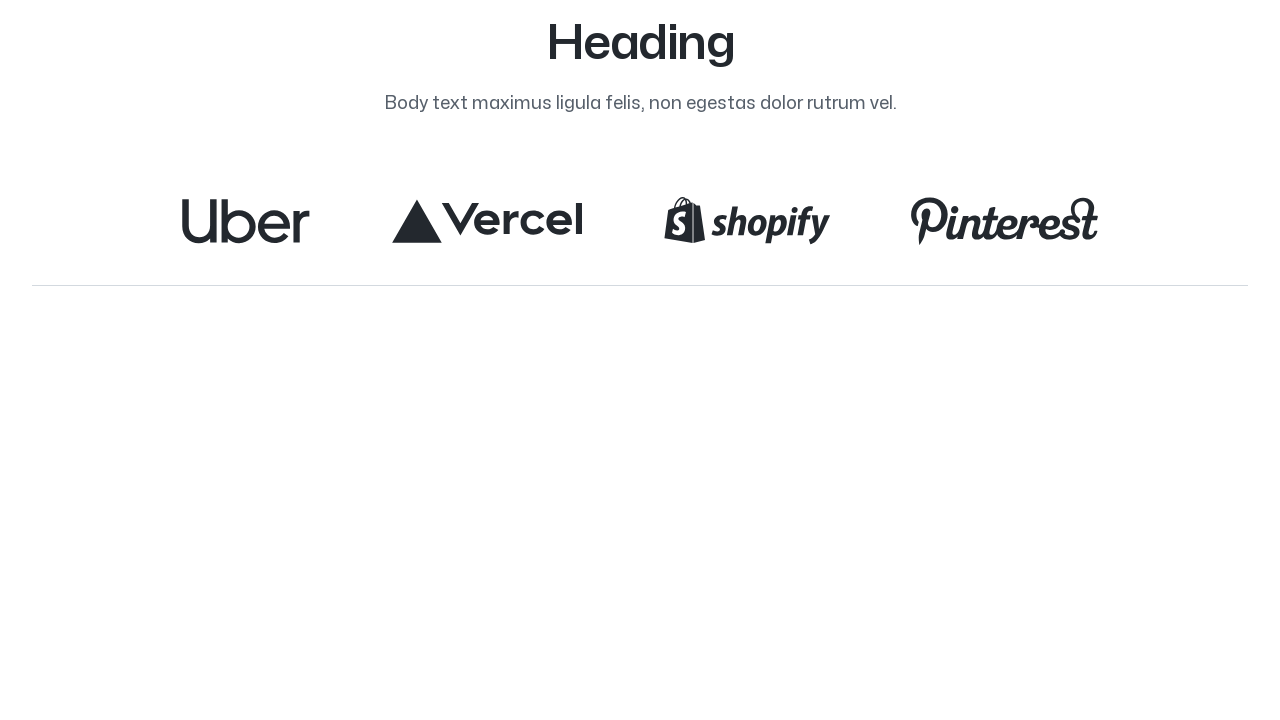 Heading
Body text maximus ligula felis, non egestas dolor rutrum vel.
Uber Vercel shopify Pinterest